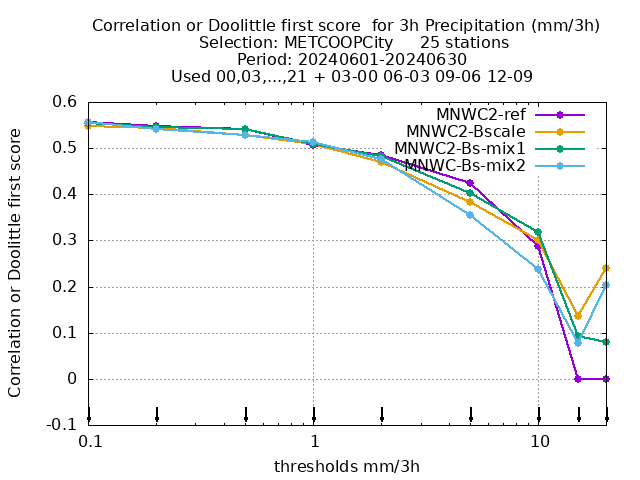 Correlation or Doolittle first score  for 3h Precipitation (mm/3h)
Selection: METCOOPCity     25 stations
Period: 20240601-20240630
Used 00,03,...,21 + 03-00 06-03 09-06 12-09
MNWC2-ref
MNWC2-Bscale
MNWC2-Bs-mix1
MNWC-Bs-mix2
Correlation or Doolittle first score
0.6
0.5
0.4
0.3
0.2
0.1
0
-0.1
0.1 1 10
thresholds mm/3h